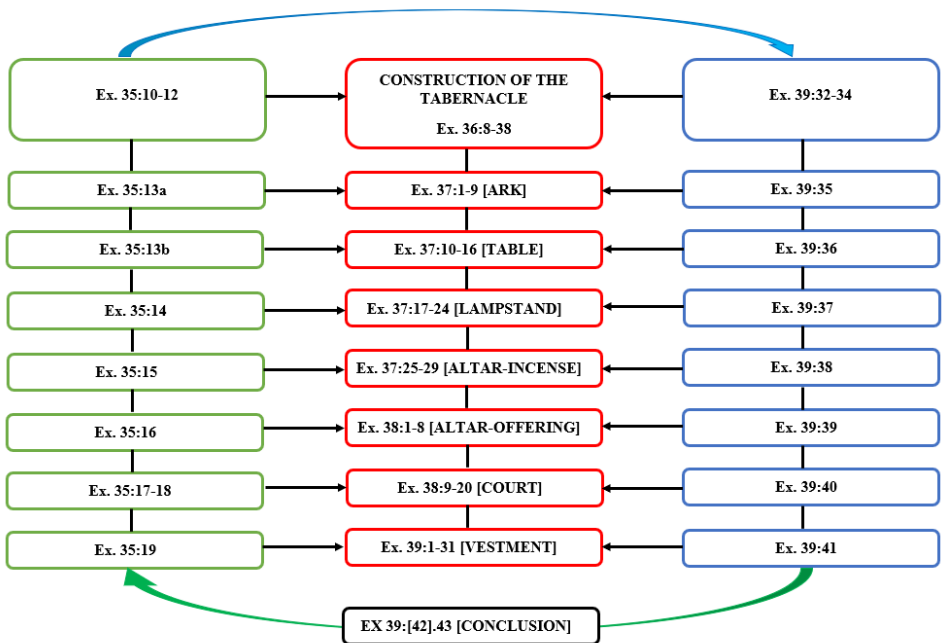 Ex. 35:10-12
CONSTRUCTION OF THE
TABERNACLE
Ex. 36:8-38
Ex. 39:32-34
Ex. 35:13a
Ex. 37:1-9 [ARK]
Ex. 39:35
Ex. 35:13b
Ex. 37:10-16 [TABLE]
Ex. 39:36
Ex. 35:14
Ex. 37:17-24 [LAMPSTAND]
Ex. 39:37
Ex. 35:15
Ex. 37:25-29 [ALTAR-INCENSE]
Ex. 39:38
Ex. 35:16
Ex. 38:1-8 [ALTAR-OFFERING]
Ex. 39:39
Ex. 35:17-18
Ex. 38:9-20 [COURT]
Ex. 39:40
Ex. 35:19
Ex. 39:1-31 [VESTMENT]
Ex. 39:41
EX 39:[42].43 [CONCLUSION]